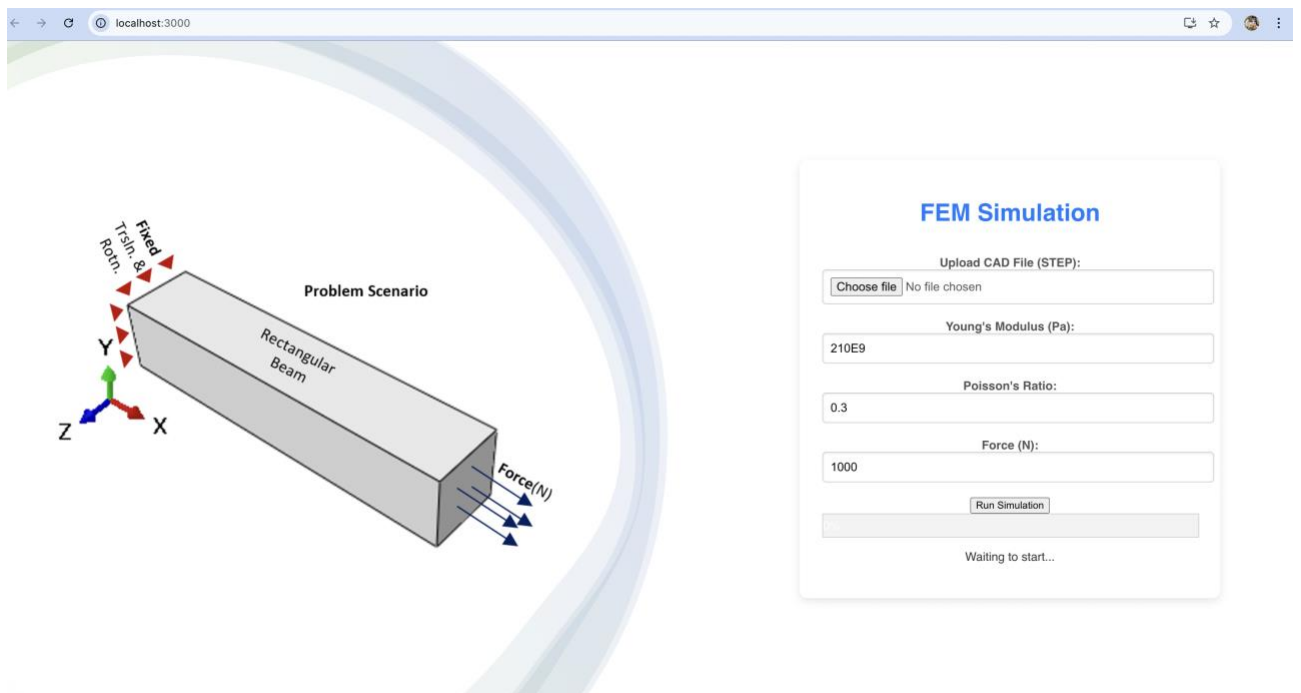 localhost:3000
Fixed
Trsln. &
Rotn.
Problem Scenario
Rectangular
Beam
Y
Z
X
Force(N)
FEM Simulation
Upload CAD File (STEP):
Choose file No file chosen
Young's Modulus (Pa):
210E9
Poisson's Ratio:
0.3
Force (N):
1000
Run Simulation
0%
Waiting to start...